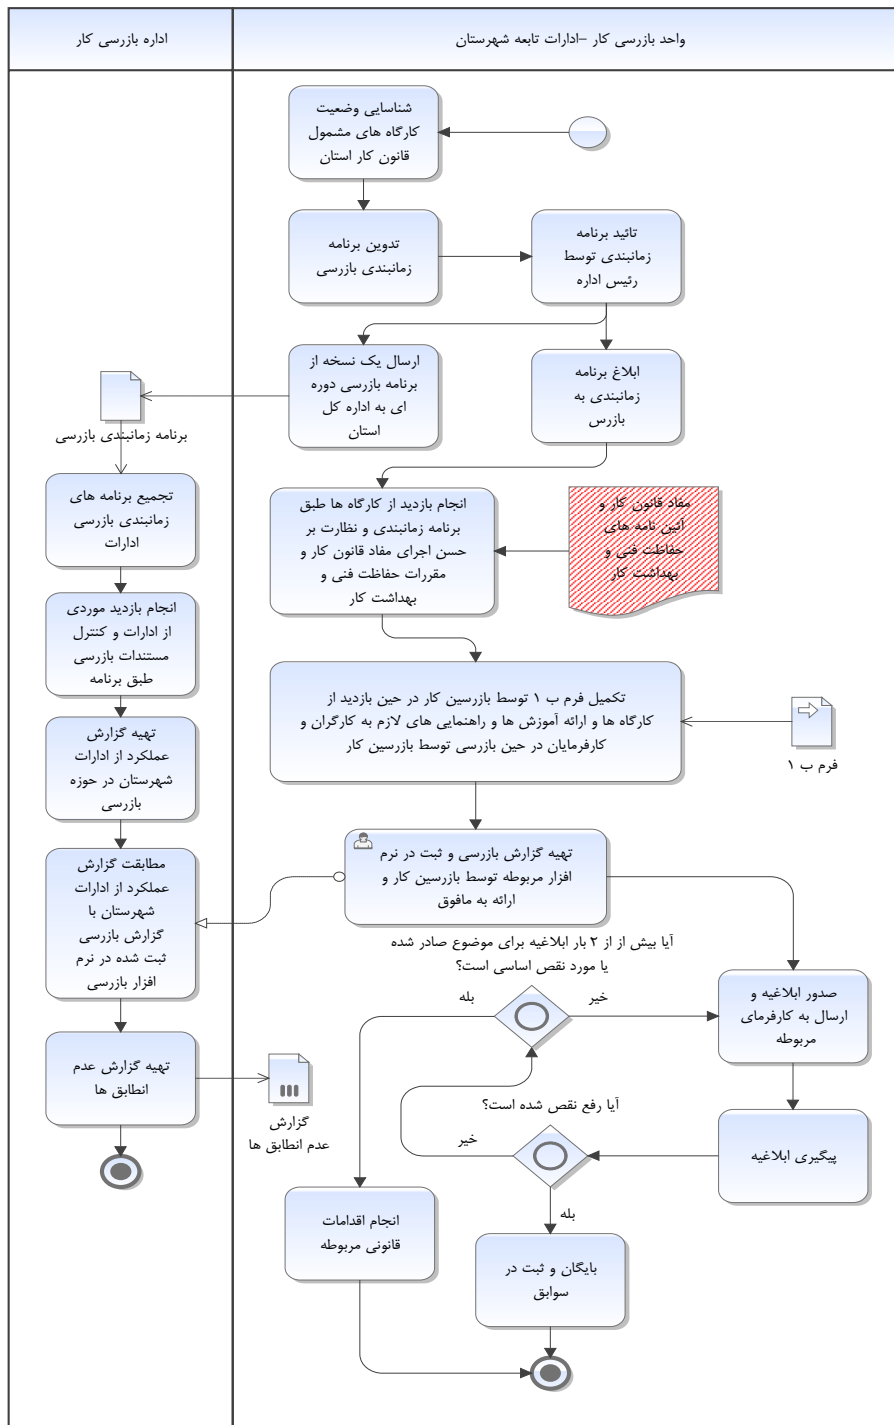 واحد بازرسی کار –ادارات تابعه شهرستان
اداره بازرسی کار
شناسایی وضعیت
کارگاه های مشمول
قانون کار استان
تدوین برنامه
زمانبندی بازرسی
تائید برنامه
زمانبندی توسط
رئیس اداره
ارسال یک نسخه از
برنامه بازرسی دوره
ای به اداره کل
استان
ابلاغ برنامه
زمانبندی به
بازرس
برنامه زمانبندی بازرسی
انجام بازدید از کارگاه ها طبق
برنامه زمانبندی و نظارت بر
حسن اجرای مفاد قانون کار و
مقررات حفاظت فنی و
بهداشت کار
مفاد قانون کار و
آئین نامه های
حفاظت فنی و
بهداشت کار
تکمیل فرم ب ۱ توسط بازرسین کار در حین بازدید از
کارگاه ها و ارائه آموزش ها و راهنمایی های لازم به کارگران و
کارفرمایان در حین بازرسی توسط بازرسین کار
فرم ب ۱
تهیه گزارش بازرسی و ثبت در نرم
افزار مربوطه توسط بازرسین کار و
ارائه به مافوق
آیا بیش از از ۲ بار ابلاغیه برای موضوع صادر شده
یا مورد نقص اساسی است؟
بله
خیر
صدور ابلاغیه و
ارسال به کارفرمای
مربوطه
آیا رفع نقص شده است؟
خیر
بله
پیگیری ابلاغیه
انجام اقدامات
قانونی مربوطه
بایگان و ثبت در
سوابق
تجمیع برنامه های
زمانبندی بازرسی
ادارات
انجام بازدید موردی
از ادارات و کنترل
مستندات بازرسی
طبق برنامه
تهیه گزارش
عملکرد از ادارات
شهرستان در حوزه
بازرسی
مطابقت گزارش
عملکرد از ادارات
شهرستان با
گزارش بازرسی
ثبت شده در نرم
افزار بازرسی
تهیه گزارش عدم
انطابق ها
گزارش
عدم انطابق ها